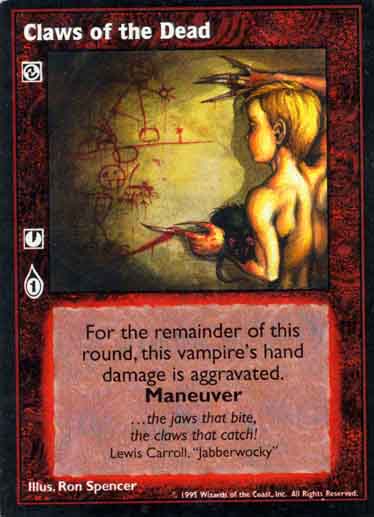 Claws of the Dead
1
For the remainder of this
round, this vampire's hand
damage is aggravated.
Maneuver
...the jaws that bite,
the claws that catch!
Lewis Carroll, "Jabberwocky"
Illus. Ron Spencer
© 1995 Wizards of the Coast, Inc. All Rights Reserved.